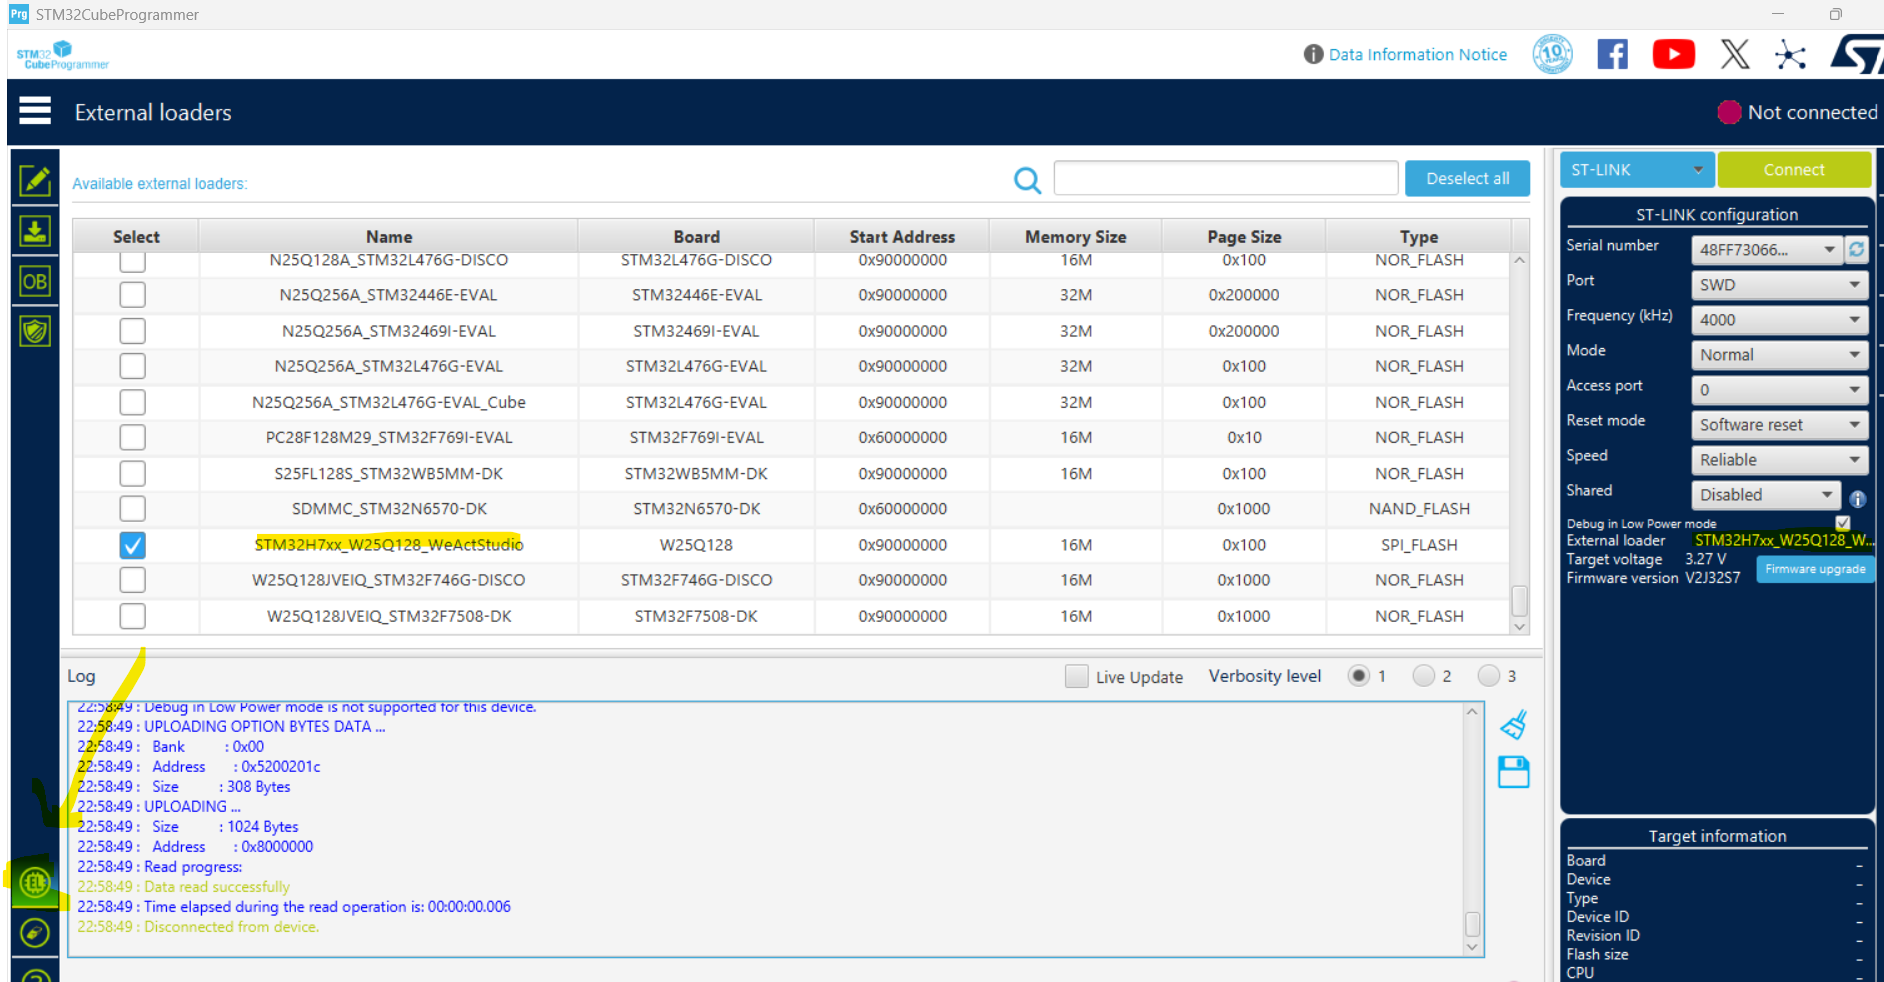 Prg STM32CubeProgrammer
STM32
CubeProgrammer
Data Information Notice
10 YEARS
ST
External loaders
Not connected
Available external loaders:
Deselect all
Select Name Board Start Address Memory Size Page Size Type
N25Q128A_STM32L476G-DISCO STM32L476G-DISCO 0x90000000 16M 0x100 NOR_FLASH
N25Q256A_STM32446E-EVAL STM32446E-EVAL 0x90000000 32M 0x200000 NOR_FLASH
N25Q256A_STM32469I-EVAL STM32469I-EVAL 0x90000000 32M 0x200000 NOR_FLASH
N25Q256A_STM32L476G-EVAL STM32L476G-EVAL 0x90000000 32M 0x100 NOR_FLASH
N25Q256A_STM32L476G-EVAL_Cube STM32L476G-EVAL 0x90000000 32M 0x100 NOR_FLASH
PC28F128M29_STM32F769I-EVAL STM32F769I-EVAL 0x60000000 16M 0x10 NOR_FLASH
S25FL128S_STM32WB5MM-DK STM32WB5MM-DK 0x90000000 16M 0x100 NOR_FLASH
SDMMC_STM32N6570-DK STM32N6570-DK 0x60000000 0x1000 NAND_FLASH
STM32H7xx_W25Q128_WeActStudio W25Q128 0x90000000 16M 0x100 SPI_FLASH
W25Q128JVEIQ_STM32F746G-DISCO STM32F746G-DISCO 0x90000000 16M 0x1000 NOR_FLASH
W25Q128JVEIQ_STM32F7508-DK STM32F7508-DK 0x90000000 16M 0x1000 NOR_FLASH
OB
EL
Log
Live Update Verbosity level 1 2 3
22:58:49 : Debug in Low Power mode is not supported for this device.
22:58:49 : UPLOADING OPTION BYTES DATA ...
22:58:49 : Bank : 0x00
22:58:49 : Address : 0x5200201c
22:58:49 : Size : 308 Bytes
22:58:49 : UPLOADING ...
22:58:49 : Size : 1024 Bytes
22:58:49 : Address : 0x8000000
22:58:49 : Read progress:
22:58:49 : Data read successfully
22:58:49 : Time elapsed during the read operation is: 00:00:00.006
22:58:49 : Disconnected from device.
ST-LINK Connect
ST-LINK configuration
Serial number 48FF73066...
Port SWD
Frequency (kHz) 4000
Mode Normal
Access port 0
Reset mode Software reset
Speed Reliable
Shared Disabled
Debug in Low Power mode
External loader STM32H7xx_W25Q128_W...
Target voltage 3.27 V
Firmware version V2J32S7 Firmware upgrade
Target information
Board –
Device –
Type –
Device ID –
Revision ID –
Flash size –
CPU –